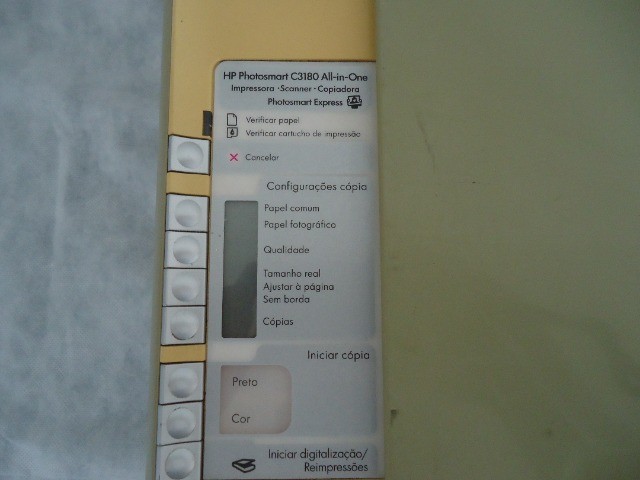 HP Photosmart C3180 All-in-One
Impressora · Scanner · Copiadora
Photosmart Express
Verificar papel
Verificar cartucho de impressão
Cancelar
Configurações cópia
Papel comum
Papel fotográfico
Qualidade
Tamanho real
Ajustar à página
Sem borda
Cópias
Iniciar cópia
Preto
Cor
Iniciar digitalização/
Reimpressões